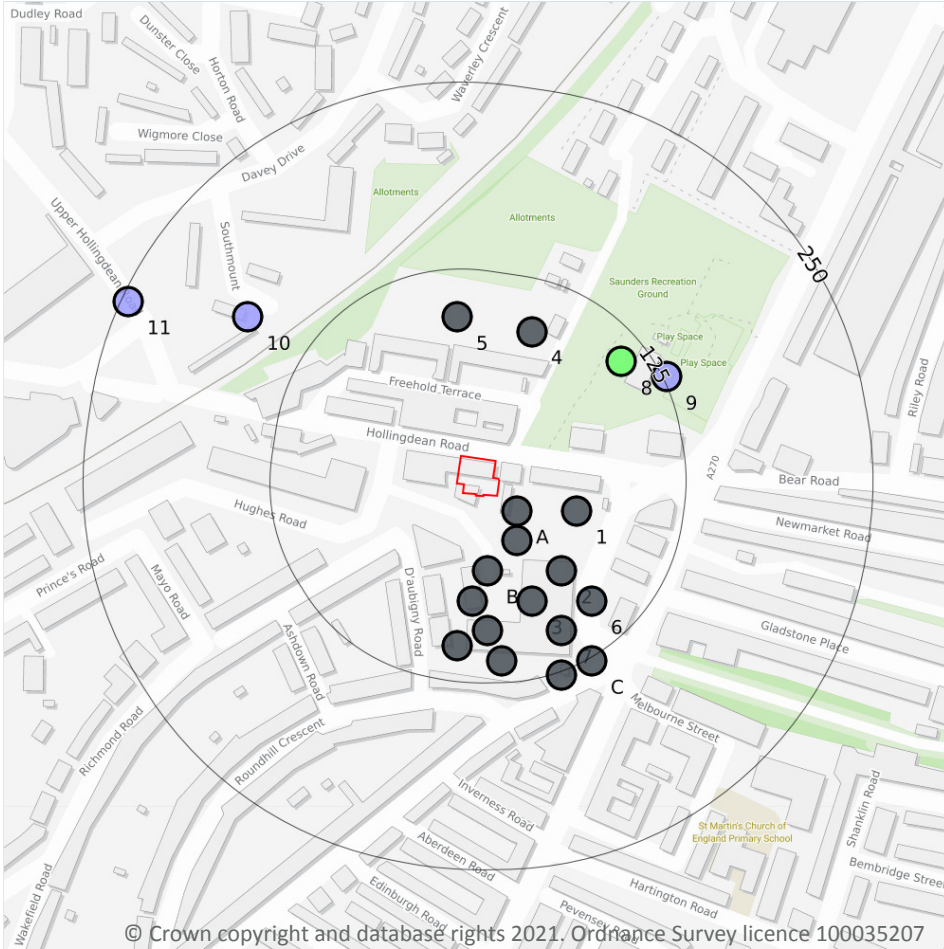 Dudley Road
Dunster Close
Horton Road
Waverley Crescent
Wigmore Close
Davey Drive
Allotments
Allotments
Upper Hollingdean
Southmount
250
Saunders Recreation
Ground
11
10
5
4
Play Space
Play Space
125
8
9
Riley Road
Freehold Terrace
Hollingdean Road
A270
Bear Road
Newmarket Road
Hughes Road
A
1
Prince's Road
Mayo Road
D'aubigny Road
B
2
3
6
7
Gladstone Place
Ashdown Road
C
Melbourne Street
Richmond Road
Roundhill Crescent
Inverness Road
St Martin's Church of
England Primary School
Shanklin Road
Aberdeen Road
Bembridge Street
Wakefield Road
Edinburgh Road
Hartington Road
Pevensey Road
© Crown copyright and database rights 2021. Ordnance Survey licence 100035207